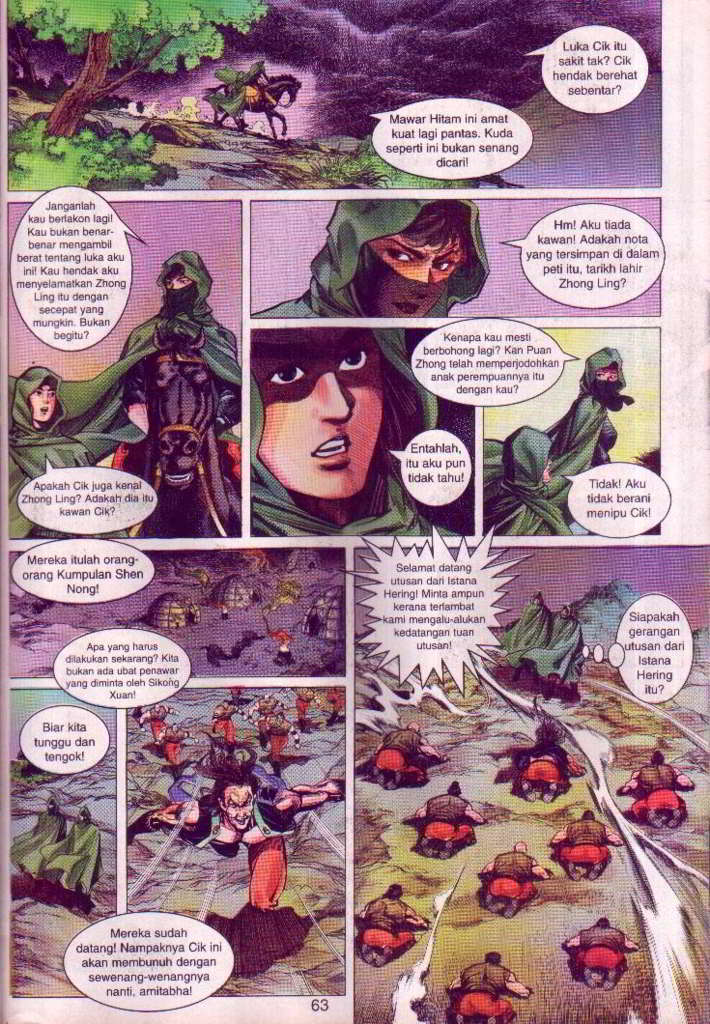 Luka Cik itu
sakit tak? Cik
hendak berehat
sebentar?
Mawar Hitam ini amat
kuat lagi pantas. Kuda
seperti ini bukan senang
dicari!
Janganlah
kau berlakon lagi!
Kau bukan benar-
benar mengambil
berat tentang luka aku
ini! Kau hendak aku
menyelamatkan Zhong
Ling itu dengan
secepat yang
mungkin. Bukan
begitu?
Apakah Cik juga kenal
Zhong Ling? Adakah dia itu
kawan Cik?
Hm! Aku tiada
kawan! Adakah nota
yang tersimpan di dalam
peti itu, tarikh lahir
Zhong Ling?
Entahlah,
itu aku pun
tidak tahu!
Kenapa kau mesti
berbohong lagi? Kan Puan
Zhong telah memperjodohkan
anak perempuannya itu
dengan kau?
Tidak! Aku
tidak berani
menipu Cik!
Mereka itulah orang-
orang Kumpulan Shen
Nong!
Apa yang harus
dilakukan sekarang? Kita
bukan ada ubat penawar
yang diminta oleh Sikong
Xuan!
Biar kita
tunggu dan
tengok!
Mereka sudah
datang! Nampaknya Cik ini
akan membunuh dengan
sewenang-wenangnya
nanti, amitabha!
Selamat datang
utusan dari Istana
Hering! Minta ampun
kerana terlambat
kami mengalu-alukan
kedatangan tuan
utusan!
Siapakah
gerangan
utusan dari
Istana
Hering
itu?
63